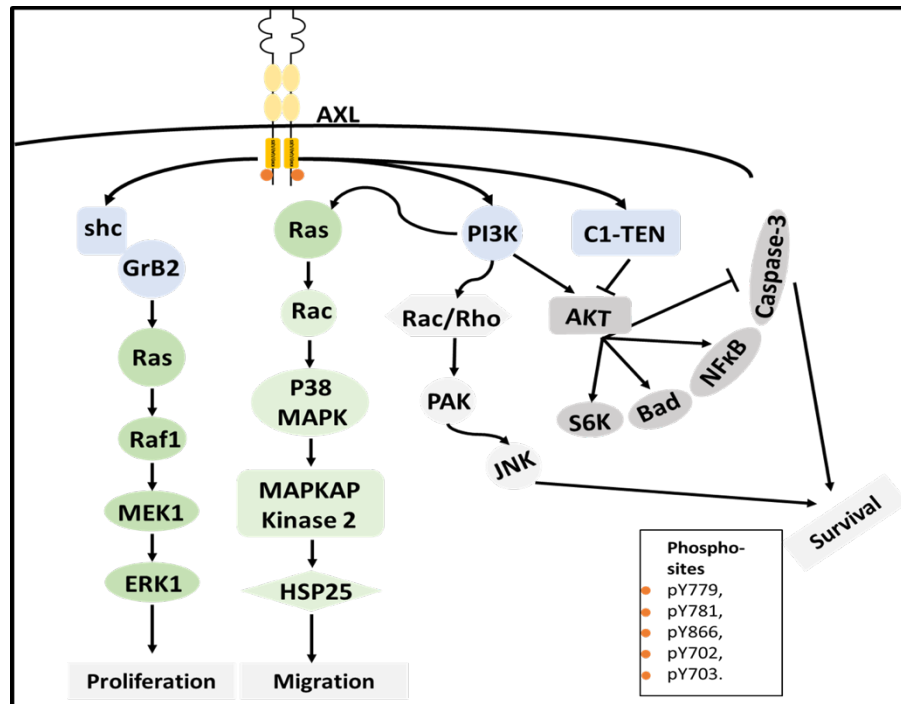 AXL
shc
GrB2
Ras
Raf1
MEK1
ERK1
Proliferation
Ras
Rac
P38
MAPK
MAPKAP
Kinase 2
HSP25
Migration
PI3K
Rac/Rho
PAK
JNK
C1-TEN
AKT
S6K
Bad
NFκB
Caspase-3
Survival
Phospho-
sites
pY779,
pY781,
pY866,
pY702,
pY703.